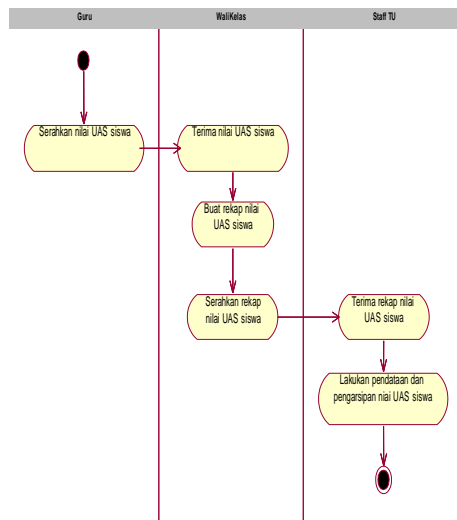 Guru
WaliKelas
Staff TU
Serahkan nilai UAS siswa
Terima nilai UAS siswa
Buat rekap nilai
UAS siswa
Serahkan rekap
nilai UAS siswa
Terima rekap nilai
UAS siswa
Lakukan pendataan dan
pengarsipan niai UAS siswa